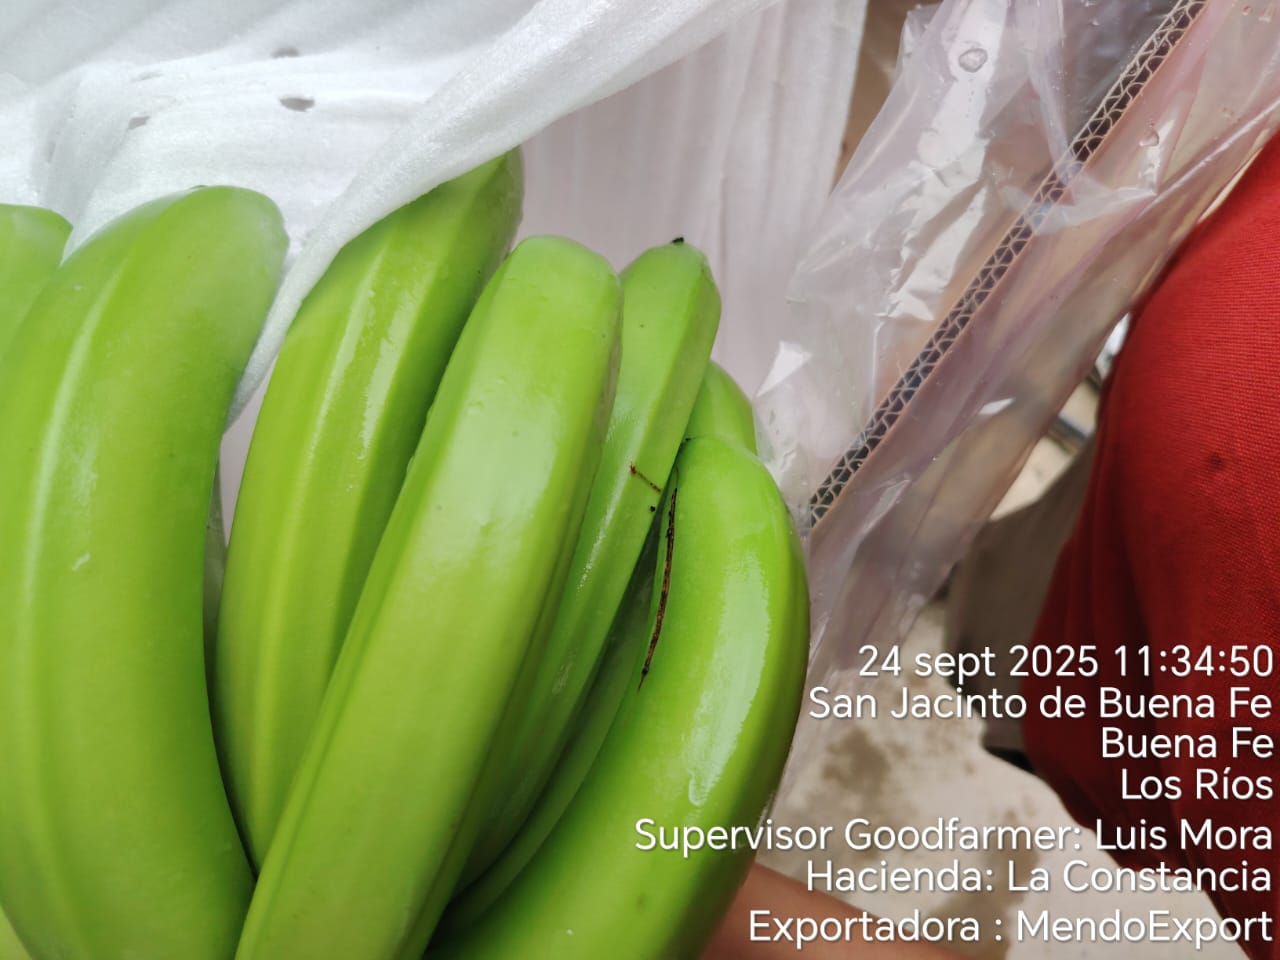 24 sept 2025 11:34:50
San Jacinto de Buena Fe
Buena Fe
Los Ríos
Supervisor Goodfarmer: Luis Mora
Hacienda: La Constancia
Exportadora : MendoExport